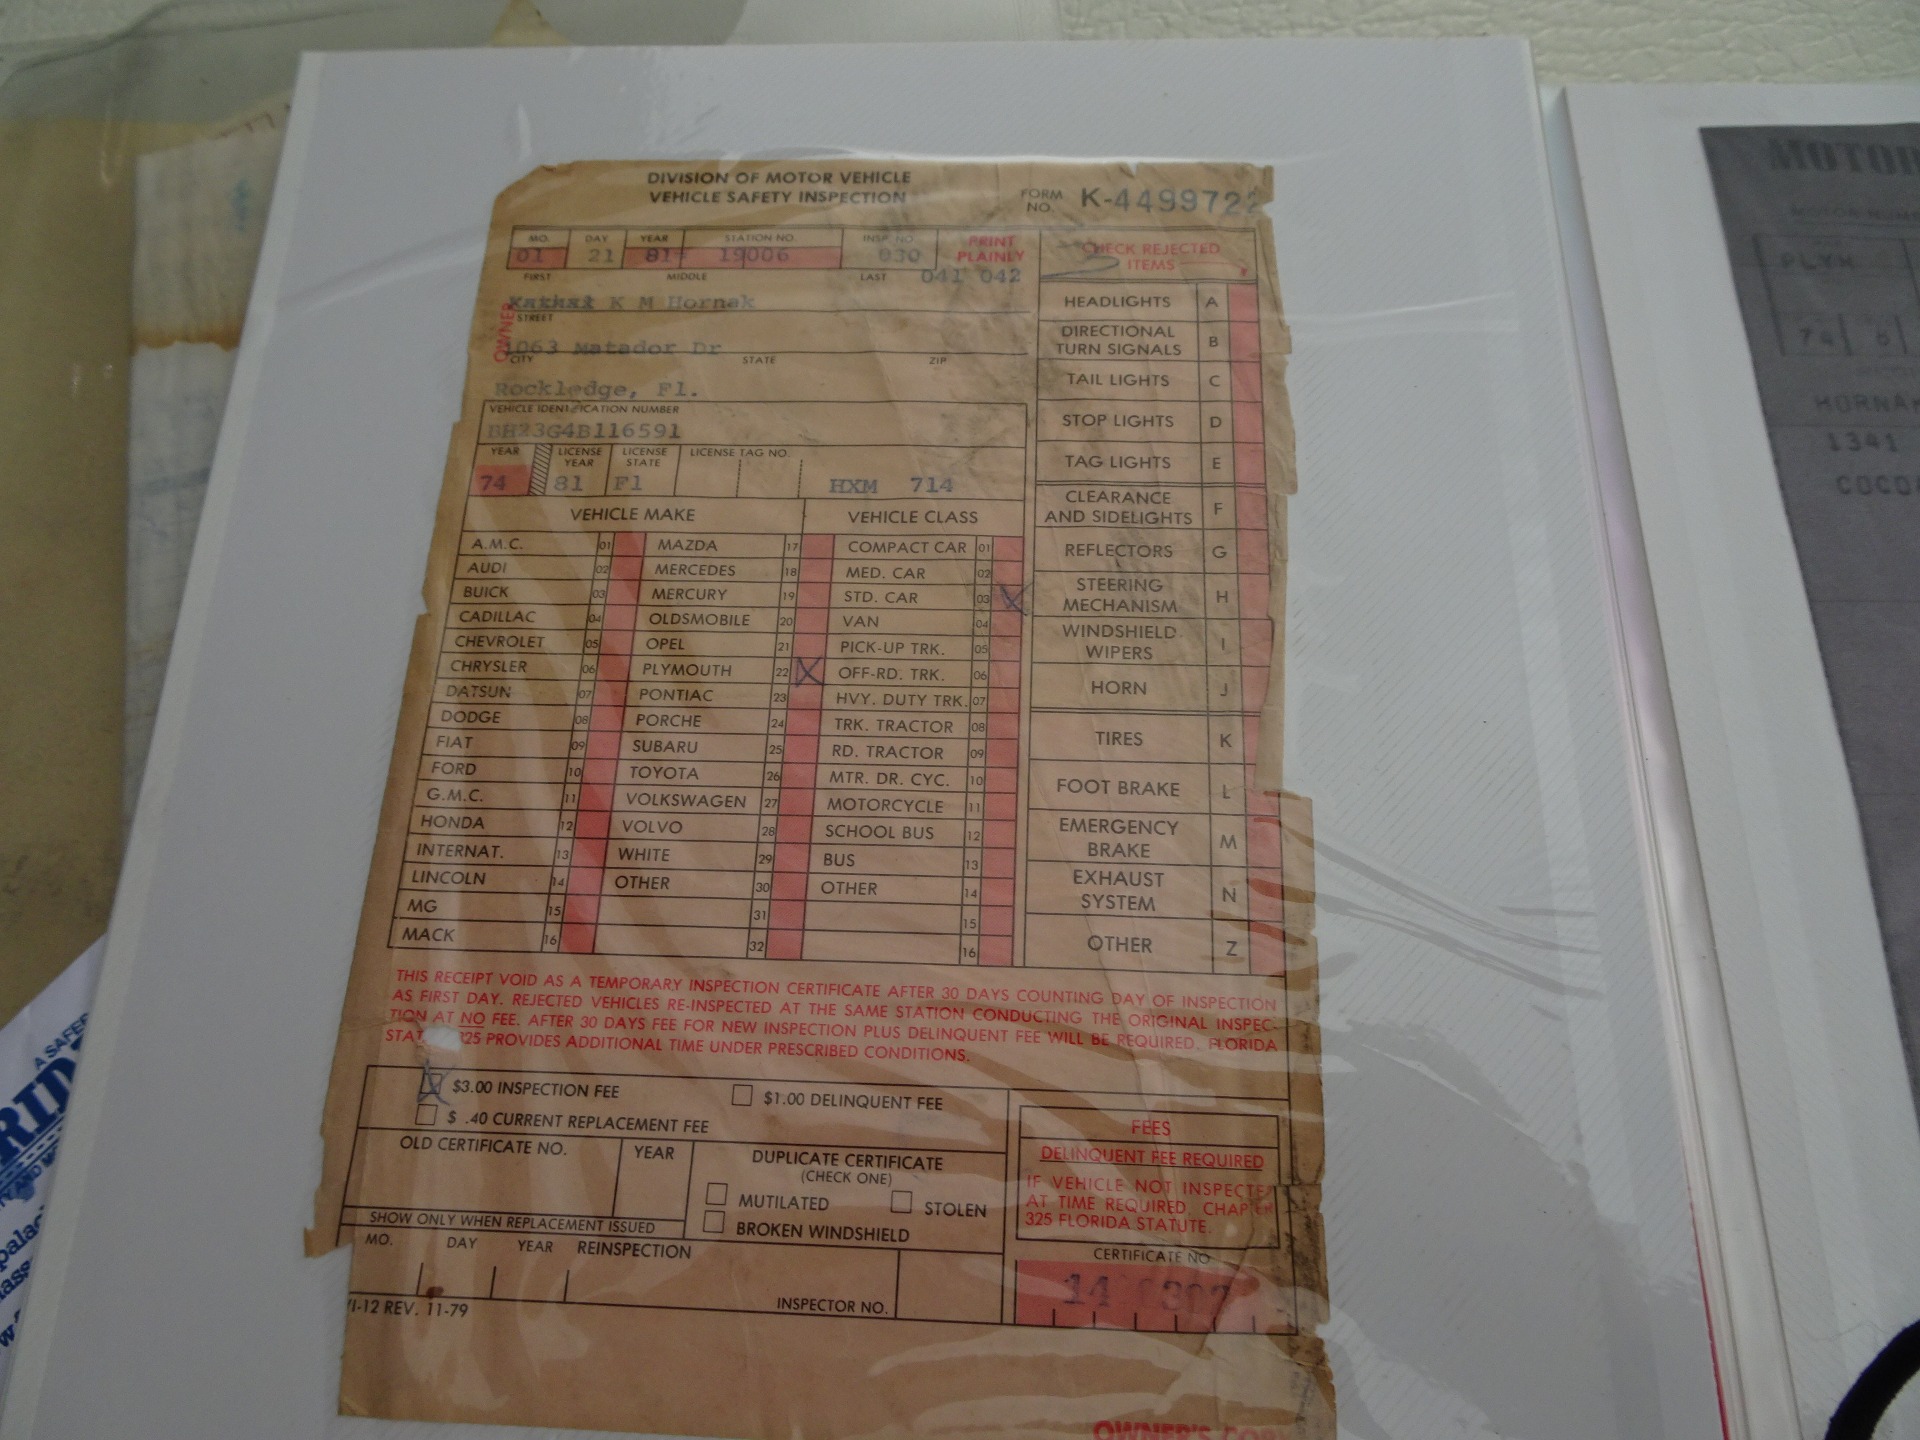 DIVISION OF MOTOR VEHICLE
VEHICLE SAFETY INSPECTION
FORM NO. K-4499722
MO. DAY YEAR STATION NO. INSP. NO. PRINT PLAINLY
01 21 81 19006 030
041 042
FIRST MIDDLE LAST
K M Hornak
OWNER
STREET
1063 Matador Dr
CITY STATE ZIP
Rockledge, Fl.
VEHICLE IDENTIFICATION NUMBER
BH23G4B116591
YEAR LICENSE YEAR LICENSE STATE LICENSE TAG NO.
74 81 Fl HXM 714
VEHICLE MAKE VEHICLE CLASS
A.M.C. 01 MAZDA 17 COMPACT CAR 01
AUDI 02 MERCEDES 18 MED. CAR 02
BUICK 03 MERCURY 19 STD. CAR 03 X
CADILLAC 04 OLDSMOBILE 20 VAN 04
CHEVROLET 05 OPEL 21 PICK-UP TRK. 05
CHRYSLER 06 PLYMOUTH 22 X OFF-RD. TRK. 06
DATSUN 07 PONTIAC 23 HVY. DUTY TRK. 07
DODGE 08 PORCHE 24 TRK. TRACTOR 08
FIAT 09 SUBARU 25 RD. TRACTOR 09
FORD 10 TOYOTA 26 MTR. DR. CYC. 10
G.M.C. 11 VOLKSWAGEN 27 MOTORCYCLE 11
HONDA 12 VOLVO 28 SCHOOL BUS 12
INTERNAT. 13 WHITE 29 BUS 13
LINCOLN 14 OTHER 30 OTHER 14
MG 15 31 15
MACK 16 32 16
CHECK REJECTED
ITEMS
HEADLIGHTS A
DIRECTIONAL
TURN SIGNALS B
TAIL LIGHTS C
STOP LIGHTS D
TAG LIGHTS E
CLEARANCE
AND SIDELIGHTS F
REFLECTORS G
STEERING
MECHANISM H
WINDSHIELD
WIPERS I
HORN J
TIRES K
FOOT BRAKE L
EMERGENCY
BRAKE M
EXHAUST
SYSTEM N
OTHER Z
THIS RECEIPT VOID AS A TEMPORARY INSPECTION CERTIFICATE AFTER 30 DAYS COUNTING DAY OF INSPECTION
AS FIRST DAY. REJECTED VEHICLES RE-INSPECTED AT THE SAME STATION CONDUCTING THE ORIGINAL INSPEC-
TION AT NO FEE. AFTER 30 DAYS FEE FOR NEW INSPECTION PLUS DELINQUENT FEE WILL BE REQUIRED. FLORIDA
STAT. 325 PROVIDES ADDITIONAL TIME UNDER PRESCRIBED CONDITIONS.
X $3.00 INSPECTION FEE $1.00 DELINQUENT FEE
$ .40 CURRENT REPLACEMENT FEE
OLD CERTIFICATE NO. YEAR
SHOW ONLY WHEN REPLACEMENT ISSUED
DUPLICATE CERTIFICATE
(CHECK ONE)
MUTILATED STOLEN
BROKEN WINDSHIELD
MO. DAY YEAR REINSPECTION
INSPECTOR NO.
FEES
DELINQUENT FEE REQUIRED
IF VEHICLE NOT INSPECTED
AT TIME REQUIRED, CHAPTER
325 FLORIDA STATUTE.
CERTIFICATE NO
VI-12 REV. 11-79
OWNER'S COPY
MOTOR
PLYM
74
HORNA
1341
COCO
A SAFE
RID
pala